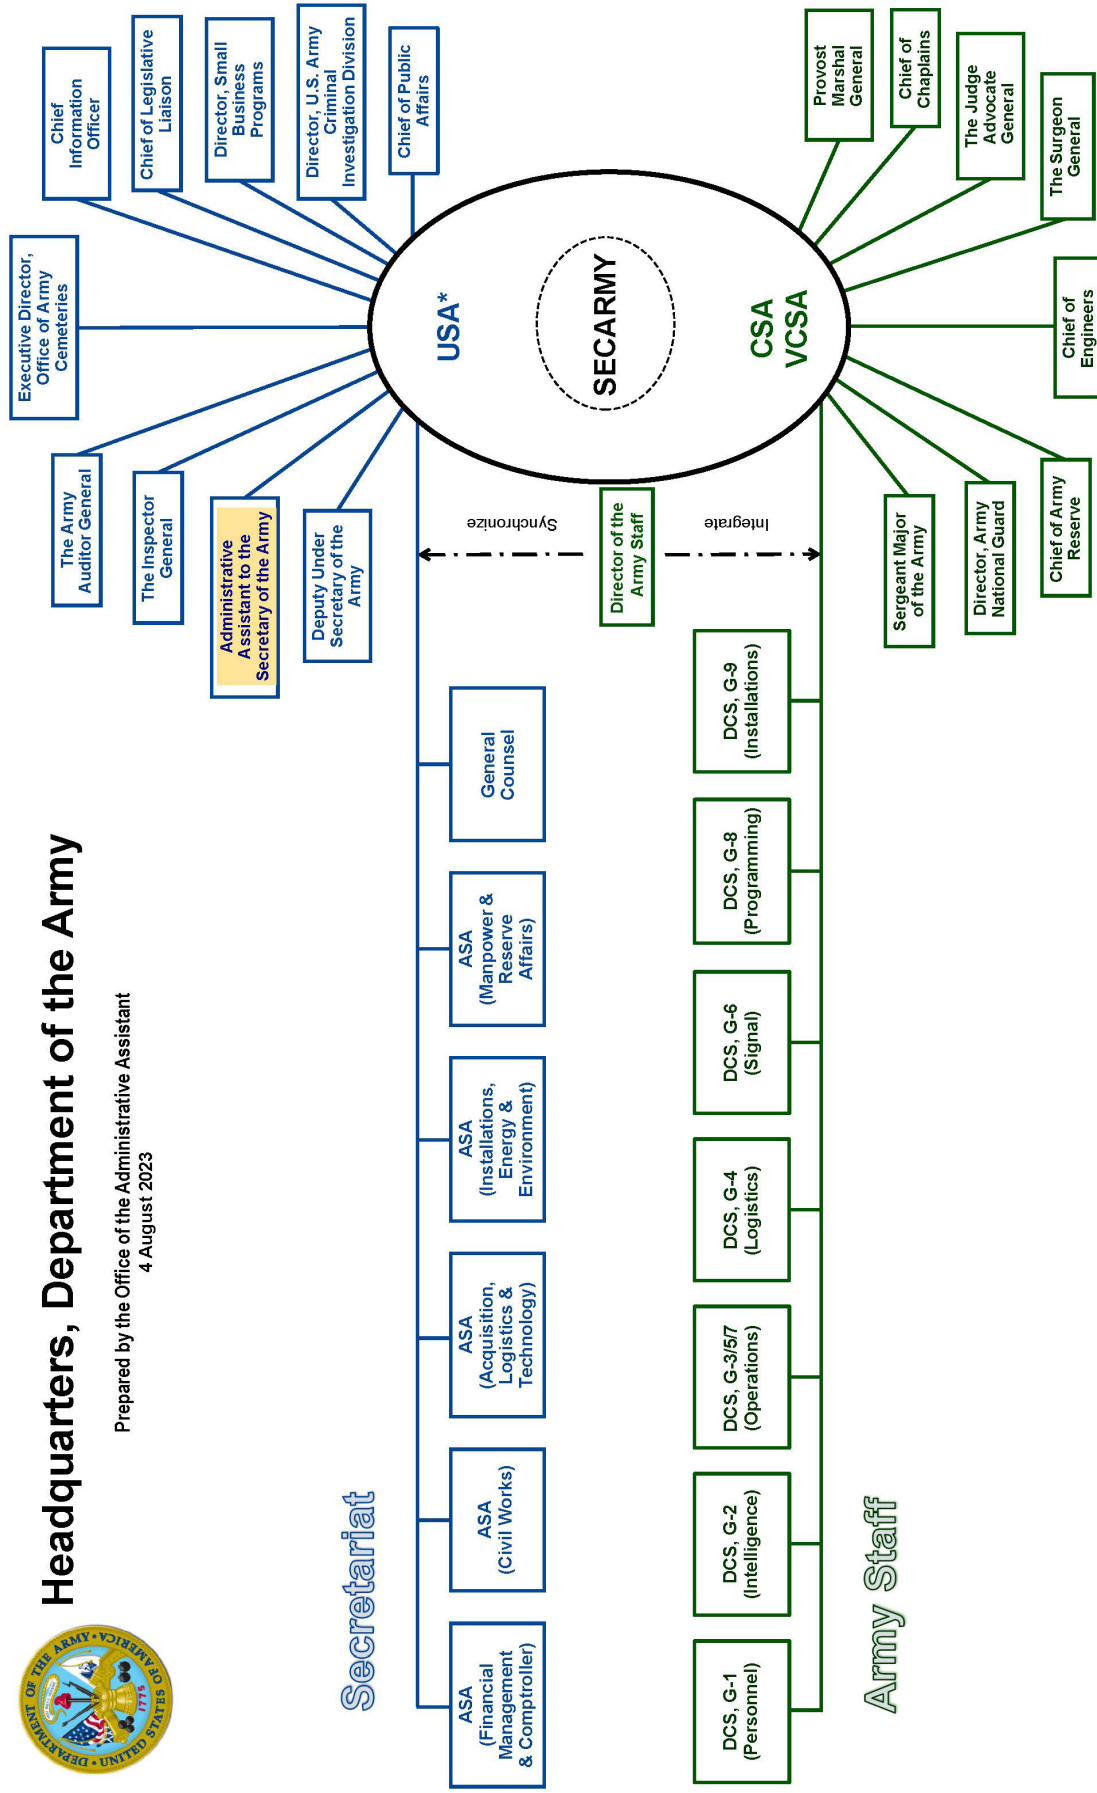 Headquarters, Department of the Army
Prepared by the Office of the Administrative Assistant
4 August 2023
DEPARTMENT OF THE ARMY
UNITED STATES OF AMERICA
1775
Secretariat
ASA
(Financial
Management
& Comptroller)
ASA
(Civil Works)
ASA
(Acquisition,
Logistics &
Technology)
ASA
(Installations,
Energy &
Environment)
ASA
(Manpower &
Reserve
Affairs)
General
Counsel
Deputy Under
Secretary of the
Army
Administrative
Assistant to the
Secretary of the Army
The Inspector
General
The Army
Auditor General
Executive Director,
Office of Army
Cemeteries
Chief
Information
Officer
Chief of Legislative
Liaison
Director, Small
Business
Programs
Director, U.S. Army
Criminal
Investigation Division
Chief of Public
Affairs
USA*
SECARMY
CSA
VCSA
Synchronize
Director of the
Army Staff
Integrate
DCS, G-1
(Personnel)
DCS, G-2
(Intelligence)
DCS, G-3/5/7
(Operations)
DCS, G-4
(Logistics)
DCS, G-6
(Signal)
DCS, G-8
(Programming)
DCS, G-9
(Installations)
Army Staff
Sergeant Major
of the Army
Director, Army
National Guard
Chief of Army
Reserve
Chief of
Engineers
The Surgeon
General
The Judge
Advocate
General
Chief of
Chaplains
Provost
Marshal
General